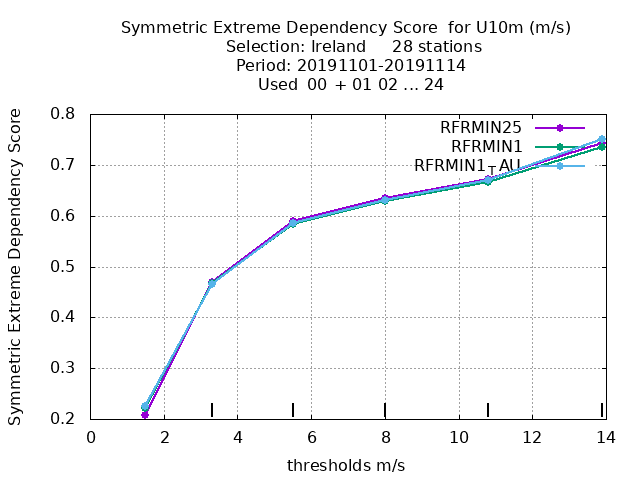 Symmetric Extreme Dependency Score for U10m (m/s)
Selection: Ireland 28 stations
Period: 20191101-20191114
Used 00 + 01 02 ... 24
Symmetric Extreme Dependency Score
0.8
0.7
0.6
0.5
0.4
0.3
0.2
RFRMIN25
RFRMIN1
RFRMIN1-AU
0 2 4 6 8 10 12 14
thresholds m/s